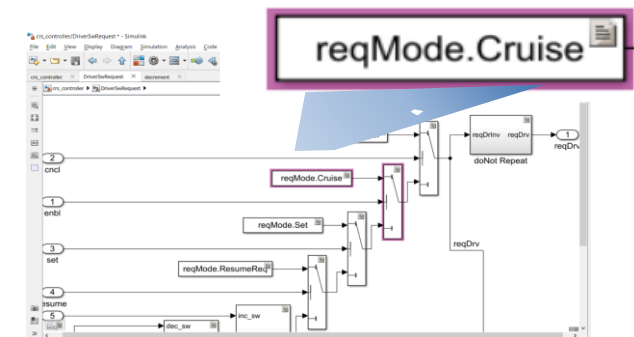 crs_controller/DriverSwRequest * - Simulink
File Edit View Display Diagram Simulation Analysis Code
crs_controller DriverSwRequest decrement
crs_controller DriverSwRequest
reqMode.Cruise
reqDrInv reqDrv
1
reqDrv
doNot Repeat
2
cncl
reqMode.Cruise
1
enbl
reqMode.Set
reqDrv
3
set
reqMode.ResumeReq
4
esume
5
inc_sw
dec_sw